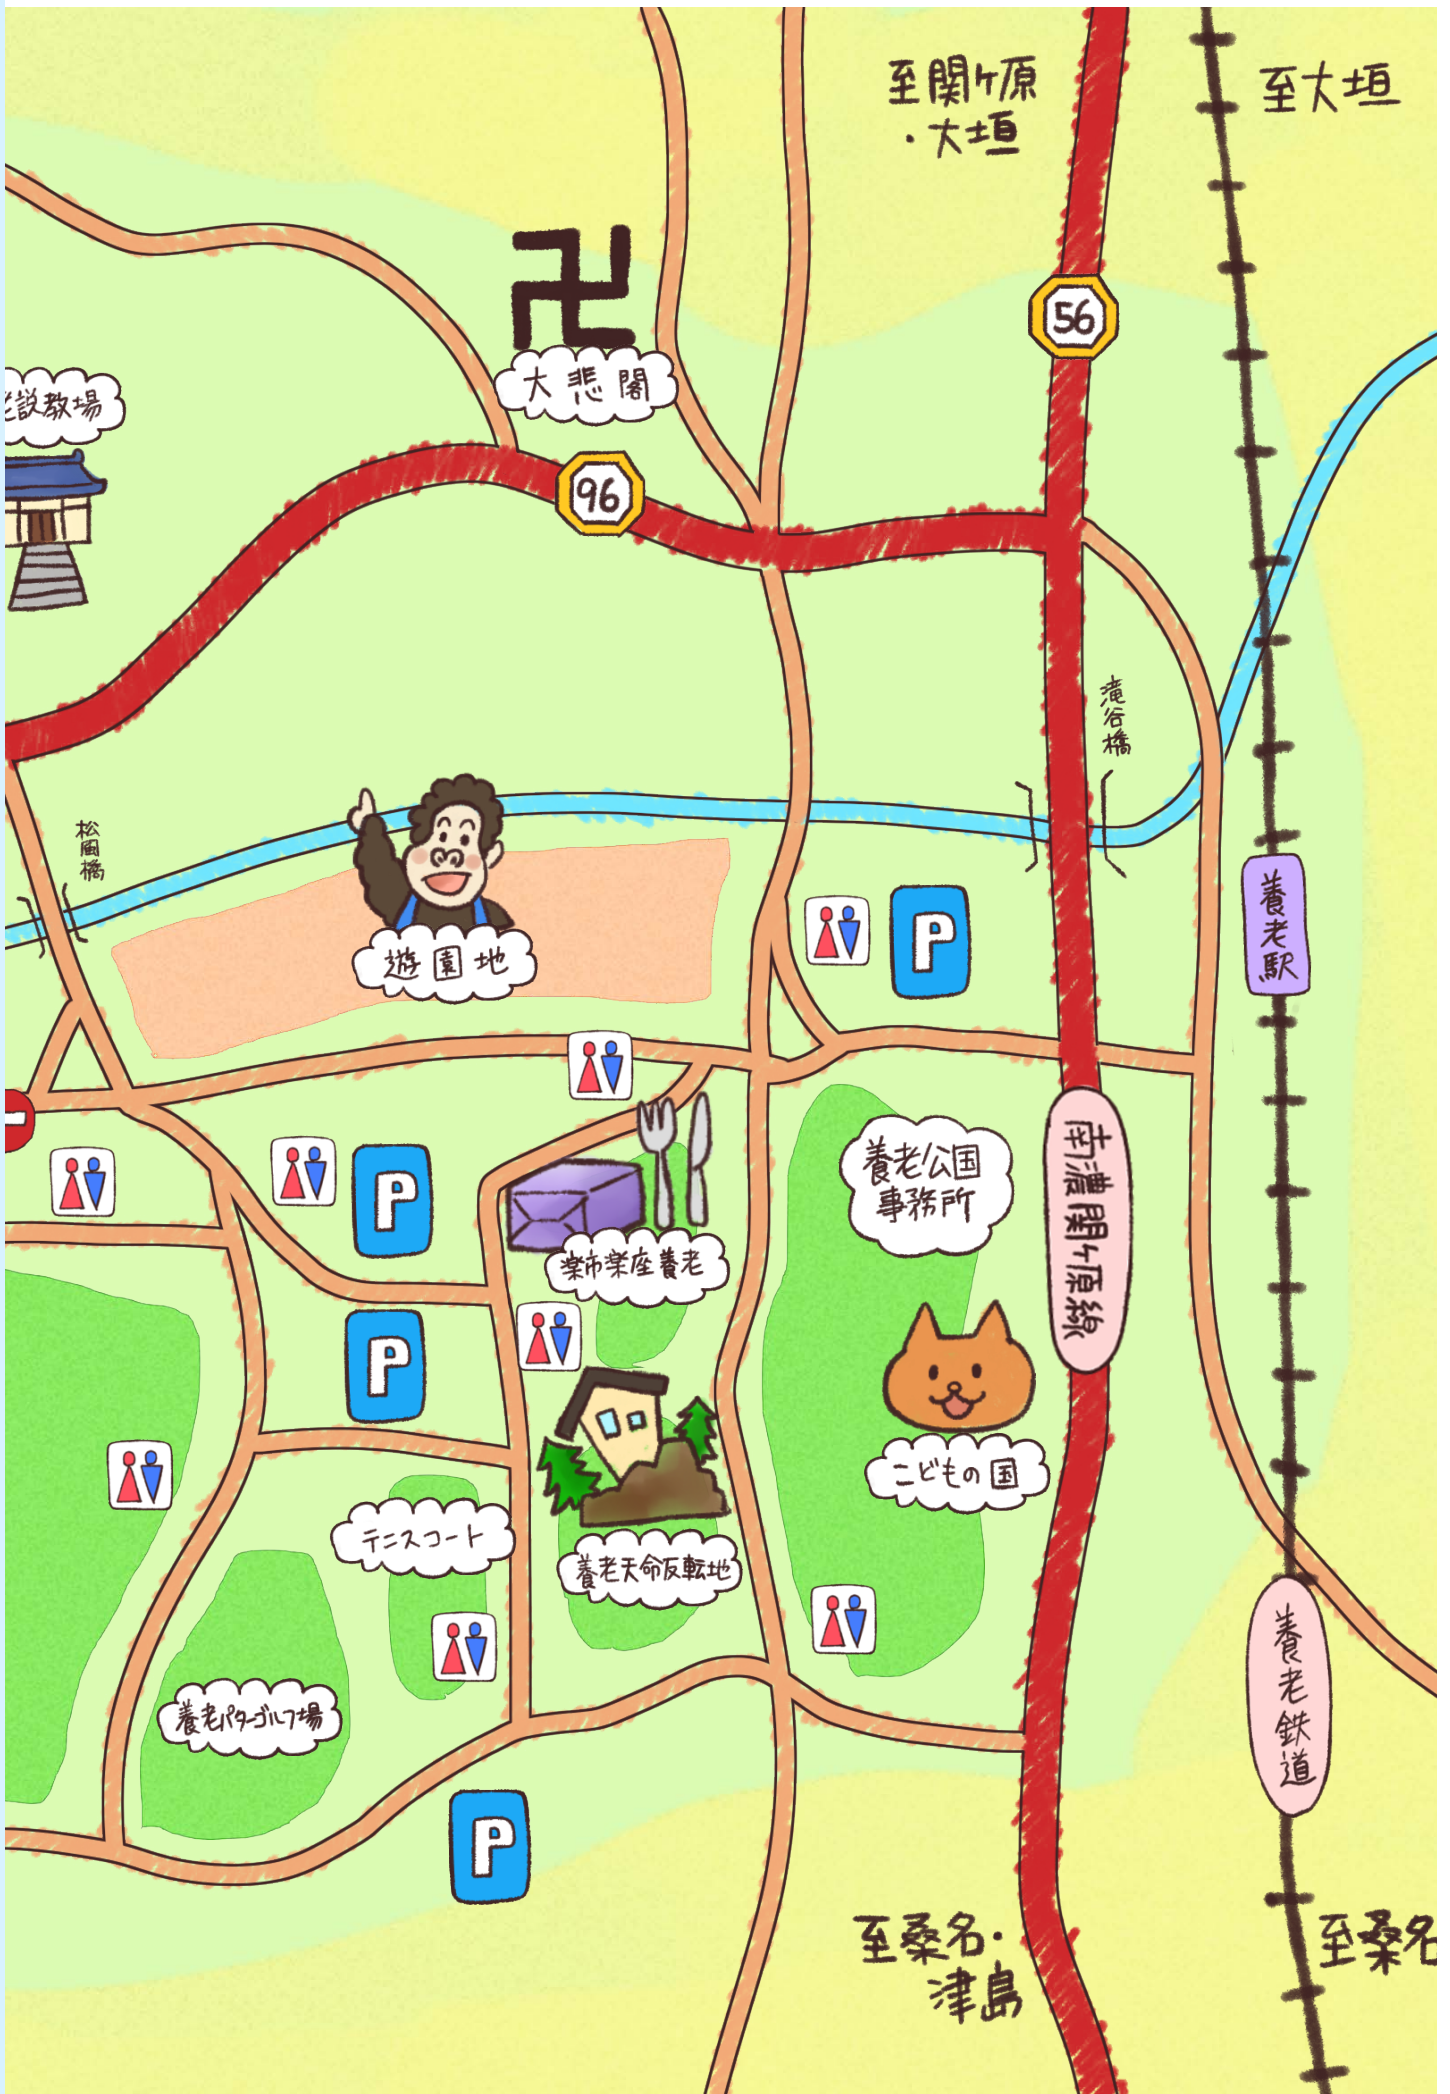 至関ヶ原
・大垣
至大垣
56
大悲閣
老説教場
96
滝谷橋
松風橋
遊園地
P
養老駅
養老公園
事務所
南濃関ヶ原線
P
楽市楽座養老
P
こどもの国
テニスコート
養老天命反転地
養老鉄道
養老パターゴルフ場
P
至桑名・
津島
至桑名